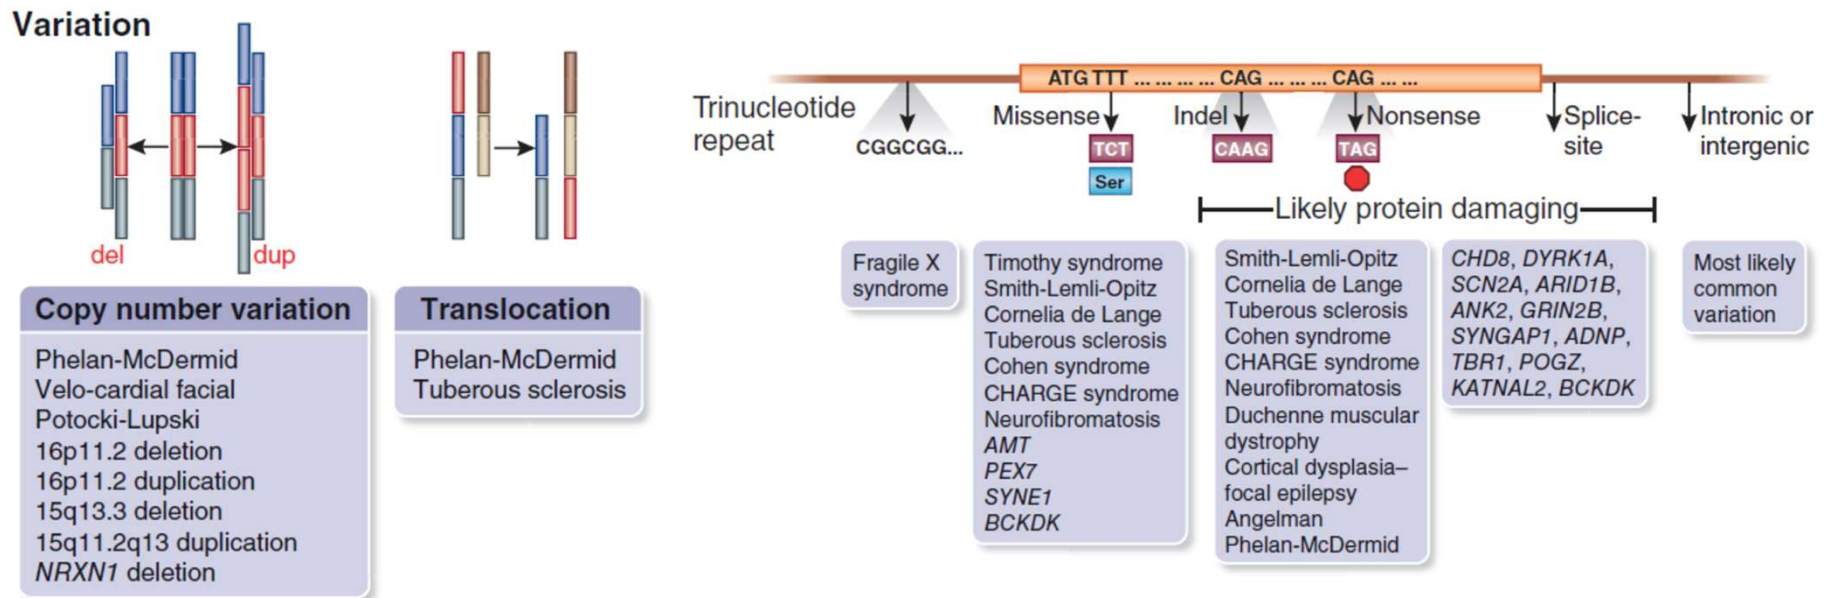 Variation
del
dup
Copy number variation
Phelan-McDermid
Velo-cardial facial
Potocki-Lupski
16p11.2 deletion
16p11.2 duplication
15q13.3 deletion
15q11.2q13 duplication
NRXN1 deletion
Translocation
Phelan-McDermid
Tuberous sclerosis
ATG TTT ... ... ... ... CAG ... ... ... CAG ... ...
Trinucleotide
repeat
CGGCGG...
Missense
TCT
Ser
Indel
CAAG
Nonsense
TAG
Splice-
site
Intronic or
intergenic
Likely protein damaging
Fragile X
syndrome
Timothy syndrome
Smith-Lemli-Opitz
Cornelia de Lange
Tuberous sclerosis
Cohen syndrome
CHARGE syndrome
Neurofibromatosis
AMT
PEX7
SYNE1
BCKDK
Smith-Lemli-Opitz
Cornelia de Lange
Tuberous sclerosis
Cohen syndrome
CHARGE syndrome
Neurofibromatosis
Duchenne muscular
dystrophy
Cortical dysplasia–
focal epilepsy
Angelman
Phelan-McDermid
CHD8, DYRK1A,
SCN2A, ARID1B,
ANK2, GRIN2B,
SYNGAP1, ADNP,
TBR1, POGZ,
KATNAL2, BCKDK
Most likely
common
variation